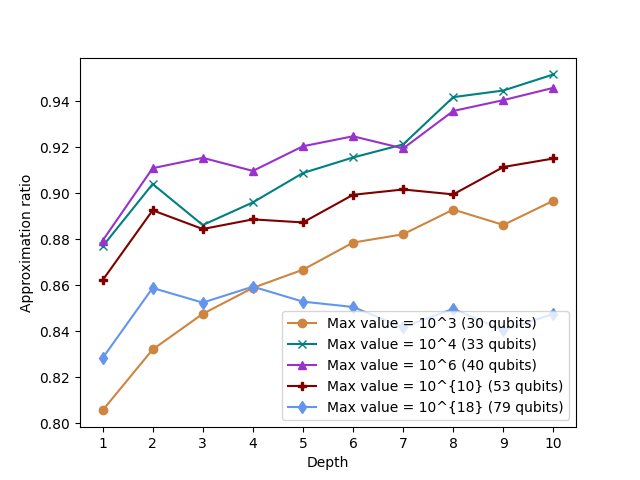 0.94
0.92
0.90
0.88
0.86
0.84
0.82
0.80
Approximation ratio
Max value = 10^3 (30 qubits)
Max value = 10^4 (33 qubits)
Max value = 10^6 (40 qubits)
Max value = 10^{10} (53 qubits)
Max value = 10^{18} (79 qubits)
1 2 3 4 5 6 7 8 9 10
Depth